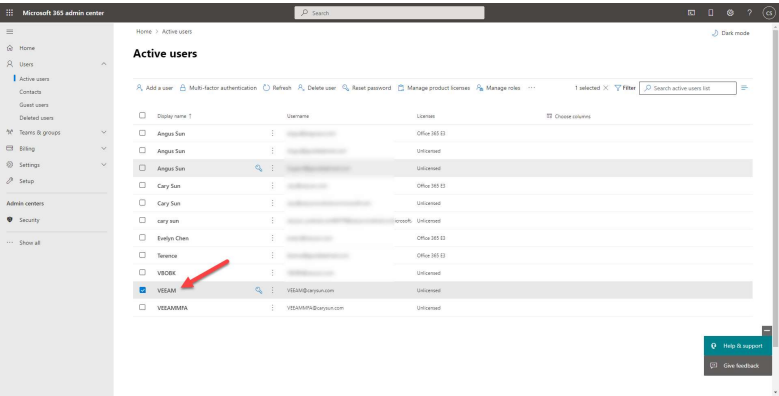 Microsoft 365 admin center
Search
CS
Home
Users
Active users
Contacts
Guest users
Deleted users
Teams & groups
Billing
Settings
Setup
Admin centers
Security
Show all
Home > Active users
Dark mode
Active users
Add a user Multi-factor authentication Refresh Delete user Reset password Manage product licenses Manage roles ... 1 selected Filter Search active users list
Display name ↑ Username Licenses Choose columns
Angus Sun Office 365 E3
Angus Sun Unlicensed
Angus Sun Unlicensed
Cary Sun Office 365 E3
Cary Sun Unlicensed
cary sun Unlicensed
Evelyn Chen Office 365 E3
Terence Office 365 E3
VBOBK Unlicensed
VEEAM VEEAM@carysun.com Unlicensed
VEEAMMFA VEEAMMFA@carysun.com Unlicensed
Help & support
Give feedback